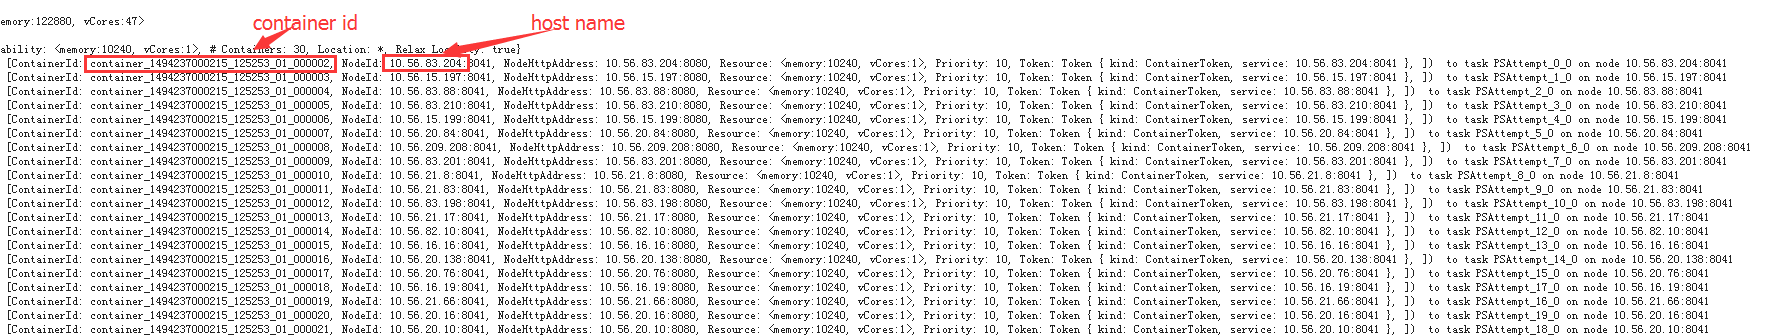 emory:122880, vCores:47>
container id
host name
ability: <memory:10240, vCores:1>, # Containers: 30, Location: *, Relax Locality: true}
[ContainerId: container_1494237000215_125253_01_000002, NodeId: 10.56.83.204:8041, NodeHttpAddress: 10.56.83.204:8080, Resource: <memory:10240, vCores:1>, Priority: 10, Token: Token { kind: ContainerToken, service: 10.56.83.204:8041 }, ]) to task PSAttempt_0_0 on node 10.56.83.204:8041
[ContainerId: container_1494237000215_125253_01_000003, NodeId: 10.56.15.197:8041, NodeHttpAddress: 10.56.15.197:8080, Resource: <memory:10240, vCores:1>, Priority: 10, Token: Token { kind: ContainerToken, service: 10.56.15.197:8041 }, ]) to task PSAttempt_1_0 on node 10.56.15.197:8041
[ContainerId: container_1494237000215_125253_01_000004, NodeId: 10.56.83.88:8041, NodeHttpAddress: 10.56.83.88:8080, Resource: <memory:10240, vCores:1>, Priority: 10, Token: Token { kind: ContainerToken, service: 10.56.83.88:8041 }, ]) to task PSAttempt_2_0 on node 10.56.83.88:8041
[ContainerId: container_1494237000215_125253_01_000005, NodeId: 10.56.83.210:8041, NodeHttpAddress: 10.56.83.210:8080, Resource: <memory:10240, vCores:1>, Priority: 10, Token: Token { kind: ContainerToken, service: 10.56.83.210:8041 }, ]) to task PSAttempt_3_0 on node 10.56.83.210:8041
[ContainerId: container_1494237000215_125253_01_000006, NodeId: 10.56.15.199:8041, NodeHttpAddress: 10.56.15.199:8080, Resource: <memory:10240, vCores:1>, Priority: 10, Token: Token { kind: ContainerToken, service: 10.56.15.199:8041 }, ]) to task PSAttempt_4_0 on node 10.56.15.199:8041
[ContainerId: container_1494237000215_125253_01_000007, NodeId: 10.56.20.84:8041, NodeHttpAddress: 10.56.20.84:8080, Resource: <memory:10240, vCores:1>, Priority: 10, Token: Token { kind: ContainerToken, service: 10.56.20.84:8041 }, ]) to task PSAttempt_5_0 on node 10.56.20.84:8041
[ContainerId: container_1494237000215_125253_01_000008, NodeId: 10.56.209.208:8041, NodeHttpAddress: 10.56.209.208:8080, Resource: <memory:10240, vCores:1>, Priority: 10, Token: Token { kind: ContainerToken, service: 10.56.209.208:8041 }, ]) to task PSAttempt_6_0 on node 10.56.209.208:8041
[ContainerId: container_1494237000215_125253_01_000009, NodeId: 10.56.83.201:8041, NodeHttpAddress: 10.56.83.201:8080, Resource: <memory:10240, vCores:1>, Priority: 10, Token: Token { kind: ContainerToken, service: 10.56.83.201:8041 }, ]) to task PSAttempt_7_0 on node 10.56.83.201:8041
[ContainerId: container_1494237000215_125253_01_000010, NodeId: 10.56.21.8:8041, NodeHttpAddress: 10.56.21.8:8080, Resource: <memory:10240, vCores:1>, Priority: 10, Token: Token { kind: ContainerToken, service: 10.56.21.8:8041 }, ]) to task PSAttempt_8_0 on node 10.56.21.8:8041
[ContainerId: container_1494237000215_125253_01_000011, NodeId: 10.56.21.83:8041, NodeHttpAddress: 10.56.21.83:8080, Resource: <memory:10240, vCores:1>, Priority: 10, Token: Token { kind: ContainerToken, service: 10.56.21.83:8041 }, ]) to task PSAttempt_9_0 on node 10.56.21.83:8041
[ContainerId: container_1494237000215_125253_01_000012, NodeId: 10.56.83.198:8041, NodeHttpAddress: 10.56.83.198:8080, Resource: <memory:10240, vCores:1>, Priority: 10, Token: Token { kind: ContainerToken, service: 10.56.83.198:8041 }, ]) to task PSAttempt_10_0 on node 10.56.83.198:8041
[ContainerId: container_1494237000215_125253_01_000013, NodeId: 10.56.21.17:8041, NodeHttpAddress: 10.56.21.17:8080, Resource: <memory:10240, vCores:1>, Priority: 10, Token: Token { kind: ContainerToken, service: 10.56.21.17:8041 }, ]) to task PSAttempt_11_0 on node 10.56.21.17:8041
[ContainerId: container_1494237000215_125253_01_000014, NodeId: 10.56.82.10:8041, NodeHttpAddress: 10.56.82.10:8080, Resource: <memory:10240, vCores:1>, Priority: 10, Token: Token { kind: ContainerToken, service: 10.56.82.10:8041 }, ]) to task PSAttempt_12_0 on node 10.56.82.10:8041
[ContainerId: container_1494237000215_125253_01_000015, NodeId: 10.56.16.16:8041, NodeHttpAddress: 10.56.16.16:8080, Resource: <memory:10240, vCores:1>, Priority: 10, Token: Token { kind: ContainerToken, service: 10.56.16.16:8041 }, ]) to task PSAttempt_13_0 on node 10.56.16.16:8041
[ContainerId: container_1494237000215_125253_01_000016, NodeId: 10.56.20.138:8041, NodeHttpAddress: 10.56.20.138:8080, Resource: <memory:10240, vCores:1>, Priority: 10, Token: Token { kind: ContainerToken, service: 10.56.20.138:8041 }, ]) to task PSAttempt_14_0 on node 10.56.20.138:8041
[ContainerId: container_1494237000215_125253_01_000017, NodeId: 10.56.20.76:8041, NodeHttpAddress: 10.56.20.76:8080, Resource: <memory:10240, vCores:1>, Priority: 10, Token: Token { kind: ContainerToken, service: 10.56.20.76:8041 }, ]) to task PSAttempt_15_0 on node 10.56.20.76:8041
[ContainerId: container_1494237000215_125253_01_000018, NodeId: 10.56.16.19:8041, NodeHttpAddress: 10.56.16.19:8080, Resource: <memory:10240, vCores:1>, Priority: 10, Token: Token { kind: ContainerToken, service: 10.56.16.19:8041 }, ]) to task PSAttempt_17_0 on node 10.56.16.19:8041
[ContainerId: container_1494237000215_125253_01_000019, NodeId: 10.56.21.66:8041, NodeHttpAddress: 10.56.21.66:8080, Resource: <memory:10240, vCores:1>, Priority: 10, Token: Token { kind: ContainerToken, service: 10.56.21.66:8041 }, ]) to task PSAttempt_16_0 on node 10.56.21.66:8041
[ContainerId: container_1494237000215_125253_01_000020, NodeId: 10.56.20.16:8041, NodeHttpAddress: 10.56.20.16:8080, Resource: <memory:10240, vCores:1>, Priority: 10, Token: Token { kind: ContainerToken, service: 10.56.20.16:8041 }, ]) to task PSAttempt_19_0 on node 10.56.20.16:8041
[ContainerId: container_1494237000215_125253_01_000021, NodeId: 10.56.20.10:8041, NodeHttpAddress: 10.56.20.10:8080, Resource: <memory:10240, vCores:1>, Priority: 10, Token: Token { kind: ContainerToken, service: 10.56.20.10:8041 }, ]) to task PSAttempt_18_0 on node 10.56.20.10:8041